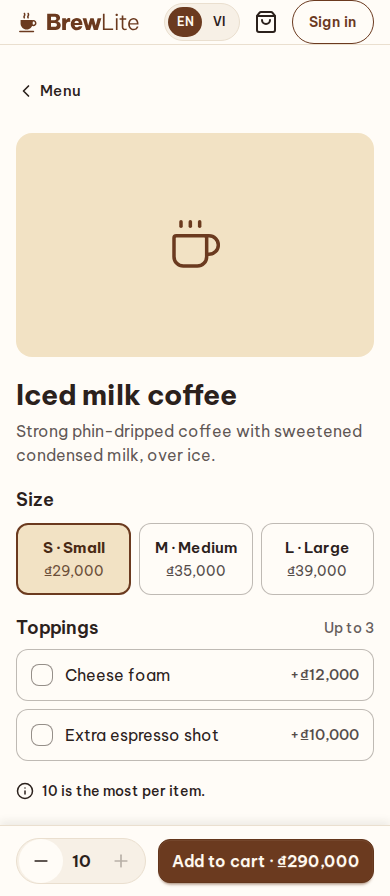 BrewLite
EN VI
Sign in
Menu
Iced milk coffee
Strong phin-dripped coffee with sweetened
condensed milk, over ice.
Size
S · Small
₫29,000
M · Medium
₫35,000
L · Large
₫39,000
Toppings Up to 3
Cheese foam +₫12,000
Extra espresso shot +₫10,000
10 is the most per item.
− 10 +
Add to cart · ₫290,000